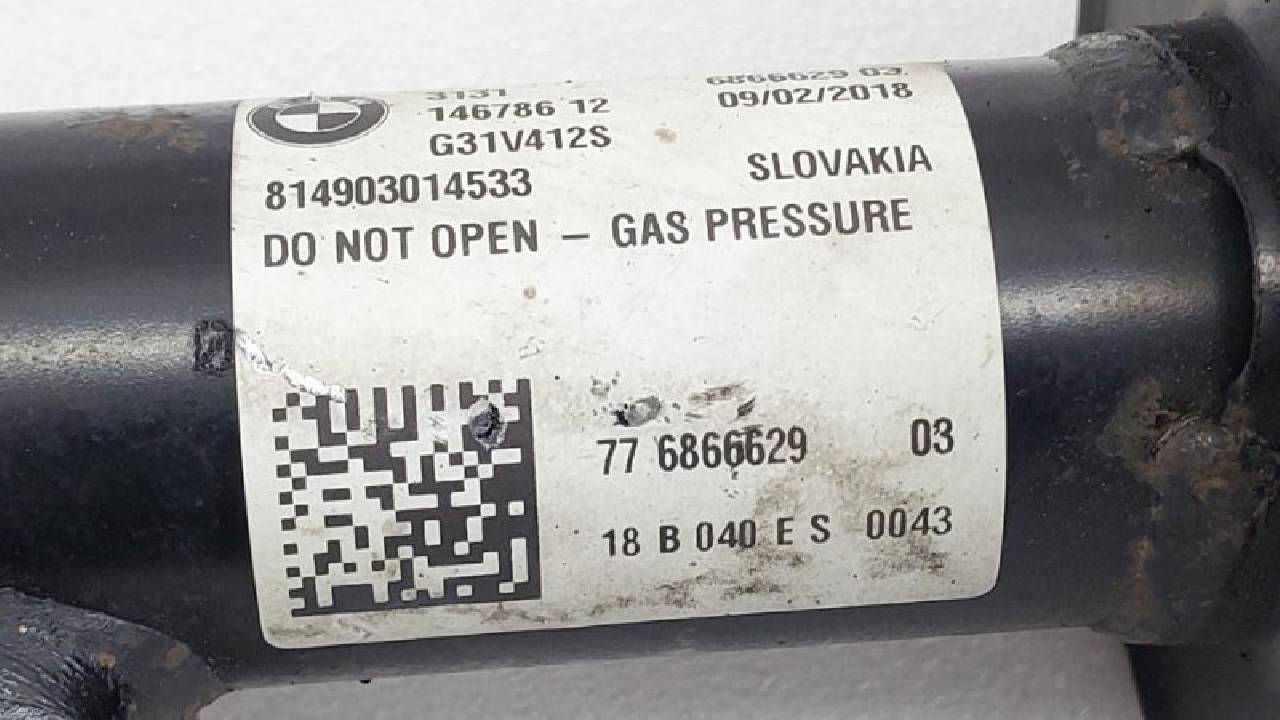 3131 6866629 03
146786 12 09/02/2018
G31V412S
814903014533 SLOVAKIA
DO NOT OPEN – GAS PRESSURE
77 6866629 03
18 B 040 E S 0043